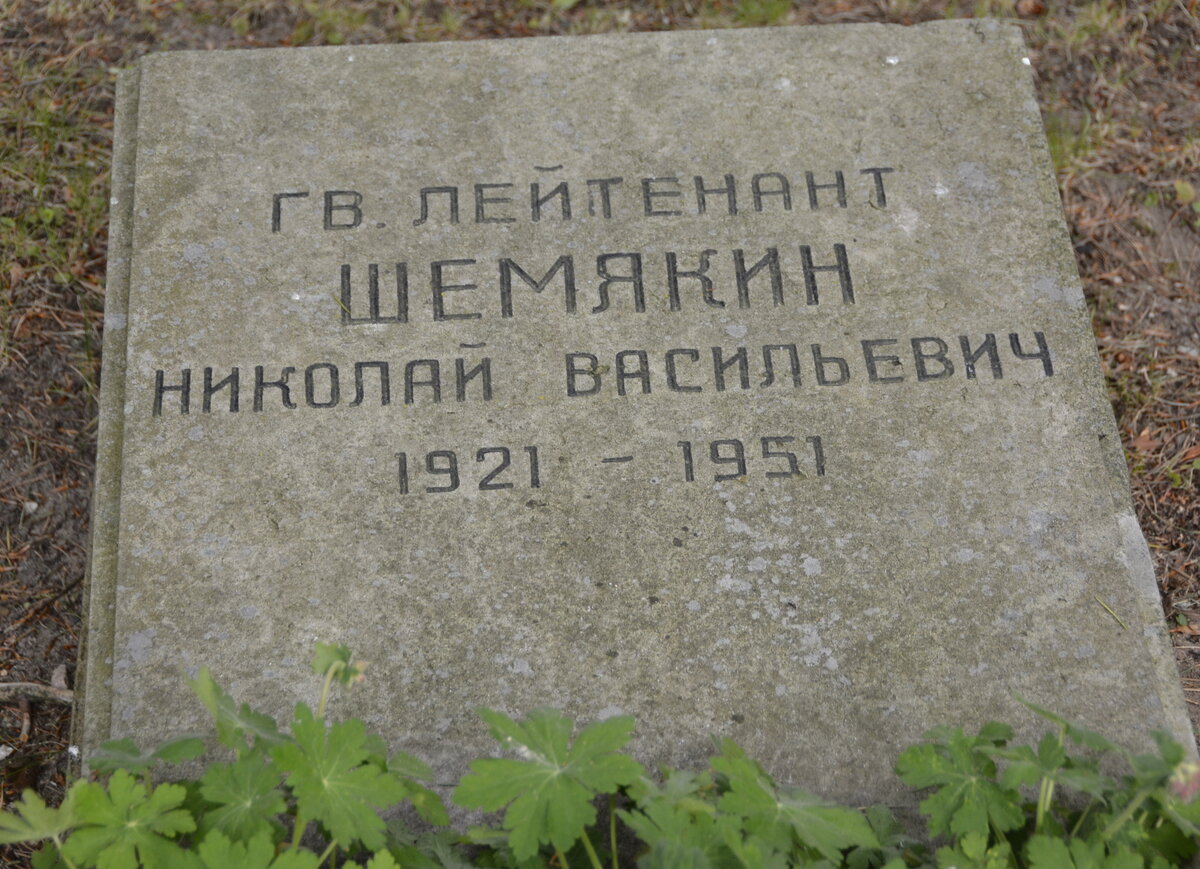 ГВ. ЛЕЙТЕНАНТ
ШЕМЯКИН
НИКОЛАЙ ВАСИЛЬЕВИЧ
1921 - 1951